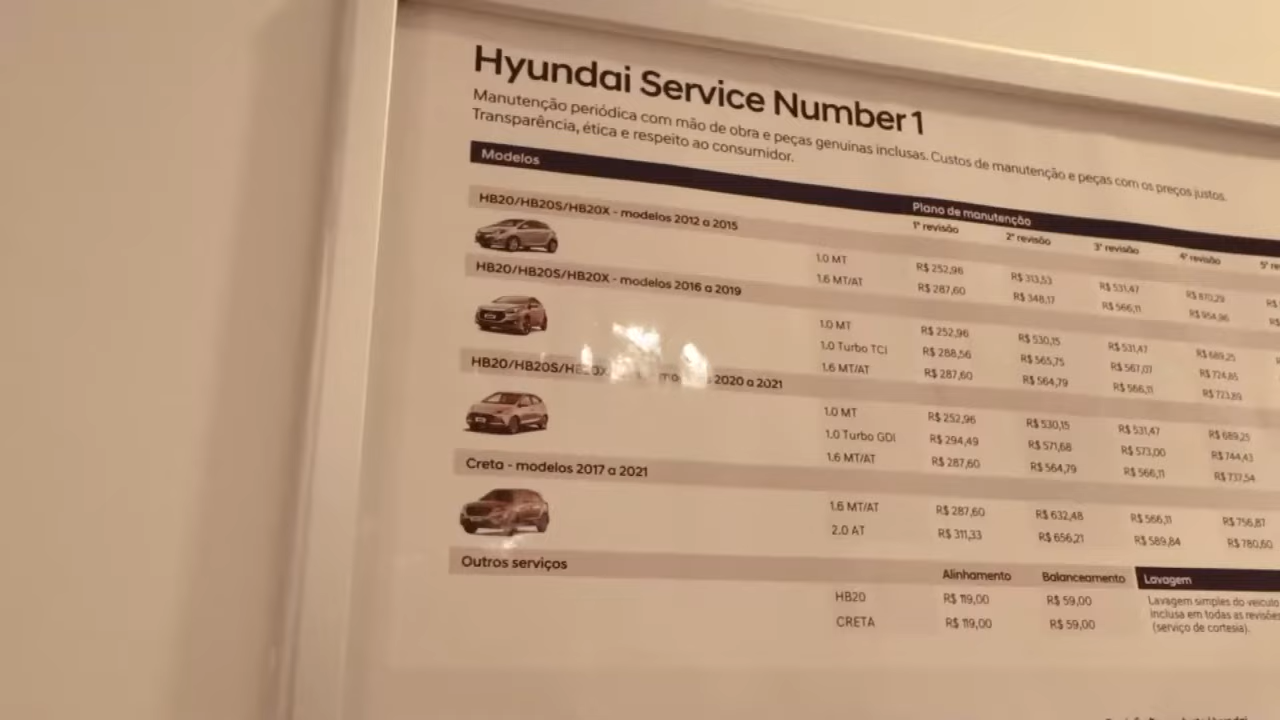 Hyundai Service Number 1
Manutenção periódica com mão de obra e peças genuinas inclusas. Custos de manutenção e peças com os preços justos.
Transparência, ética e respeito ao consumidor.
Modelos
Plano de manutenção
1ª revisão 2ª revisão 3ª revisão 4ª revisão 5ª re
HB20/HB20S/HB20X - modelos 2012 a 2015
1.0 MT R$ 252,96 R$ 313,53 R$ 531,47 R$ 870,29 R$
1.6 MT/AT R$ 287,60 R$ 348,17 R$ 566,11 R$ 954,96 R$
HB20/HB20S/HB20X - modelos 2016 a 2019
1.0 MT R$ 252,96 R$ 530,15 R$ 531,47 R$ 689,25
1.0 Turbo TCI R$ 288,56 R$ 565,75 R$ 567,07 R$ 724,85
1.6 MT/AT R$ 287,60 R$ 564,79 R$ 566,11 R$ 723,89
HB20/HB20S/HB20X 2020 a 2021
1.0 MT R$ 252,96 R$ 530,15 R$ 531,47 R$ 689,25
1.0 Turbo GDI R$ 294,49 R$ 571,68 R$ 573,00 R$ 744,43
1.6 MT/AT R$ 287,60 R$ 564,79 R$ 566,11 R$ 737,54
Creta - modelos 2017 a 2021
1.6 MT/AT R$ 287,60 R$ 632,48 R$ 566,11 R$ 756,87
2.0 AT R$ 311,33 R$ 656,21 R$ 589,84 R$ 780,60
Outros serviços Alinhamento Balanceamento Lavagem
HB20 R$ 119,00 R$ 59,00
CRETA R$ 119,00 R$ 59,00
Lavagem simples do veículo
inclusa em todas as revisões
(serviço de cortesia).